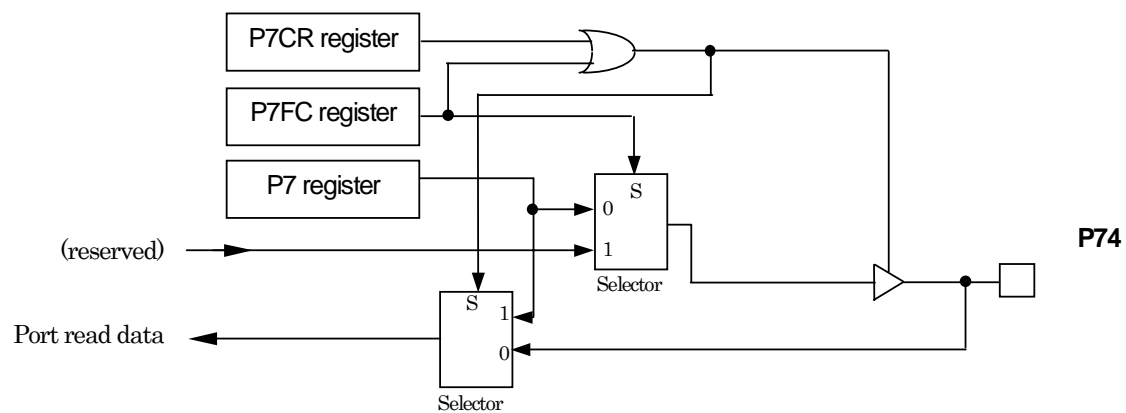 P7CR register
P7FC register
P7 register
S
0
1
Selector
(reserved)
P74
S
1
0
Port read data
Selector